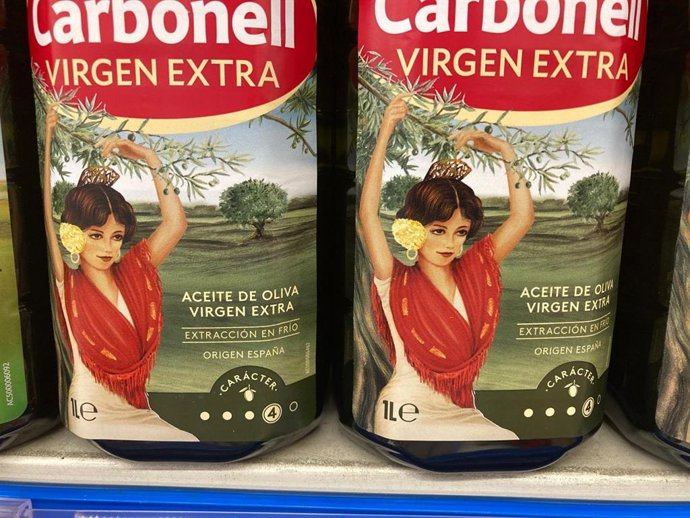 Carbonell
VIRGEN EXTRA
ACEITE DE OLIVA
VIRGEN EXTRA
EXTRACCIÓN EN FRÍO
ORIGEN ESPAÑA
CARÁCTER
4
1L℮
Carbonell
VIRGEN EXTRA
ACEITE DE OLIVA
VIRGEN EXTRA
EXTRACCIÓN EN FRÍO
ORIGEN ESPAÑA
CARÁCTER
4
1L℮